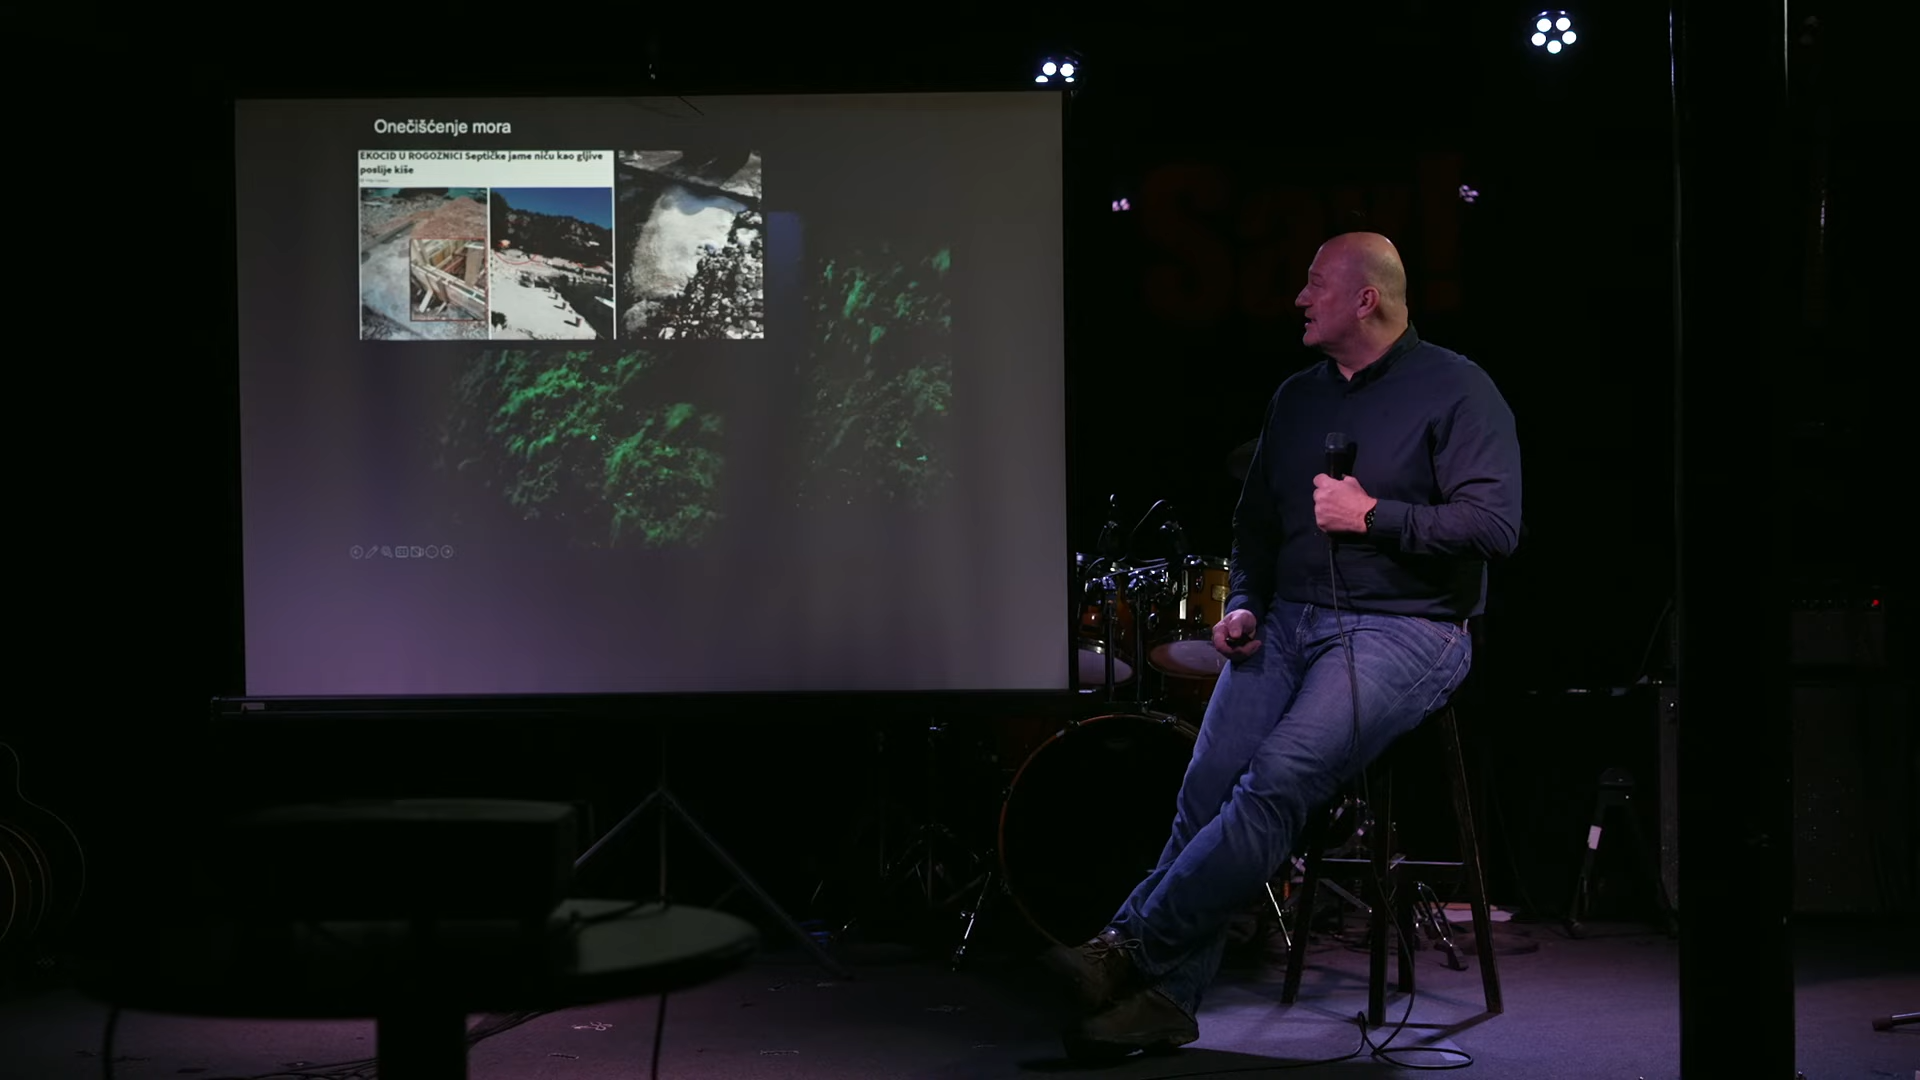 Onečišćenje mora
EKOCID U ROGOZNICI Septičke jame niču kao gljive
poslije kiše